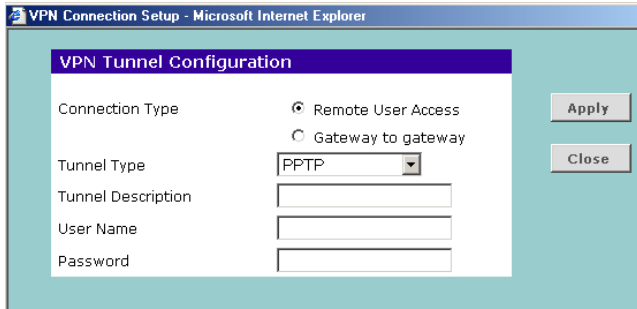 VPN Connection Setup - Microsoft Internet Explorer
VPN Tunnel Configuration
Connection Type
Remote User Access
Apply
Gateway to gateway
Tunnel Type
PPTP
Close
Tunnel Description
User Name
Password